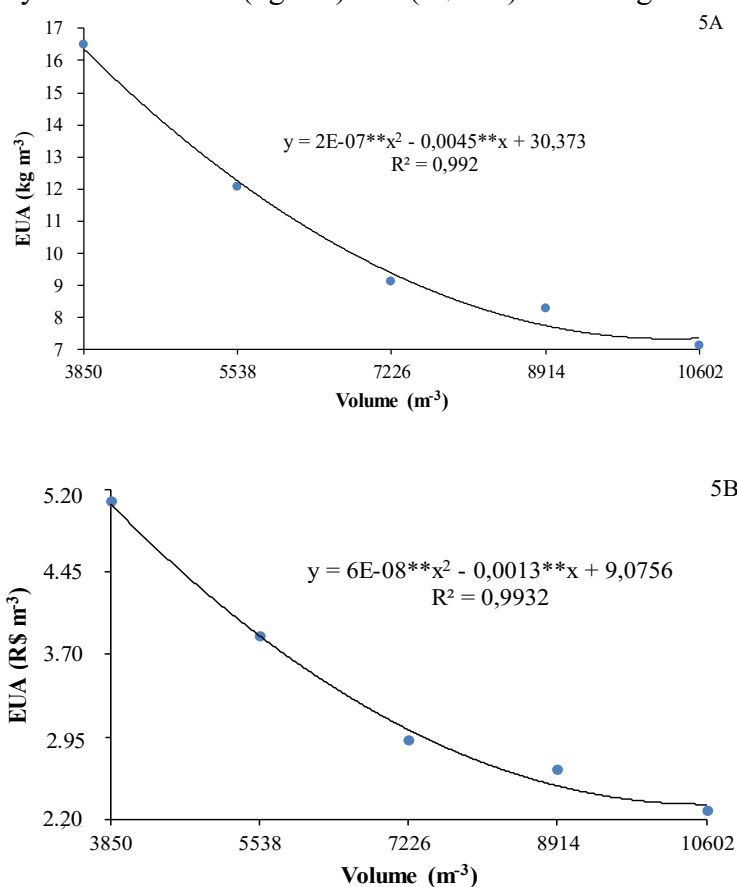 5A
17
16
15
14
13
12
11
10
9
8
7
EUA (kg m⁻³)
y = 2E-07**x² - 0,0045**x + 30,373
R² = 0,992
3850 5538 7226 8914 10602
Volume (m⁻³)
5B
5.20
4.45
3.70
2.95
2.20
EUA (R$ m⁻³)
y = 6E-08**x² - 0,0013**x + 9,0756
R² = 0,9932
3850 5538 7226 8914 10602
Volume (m⁻³)